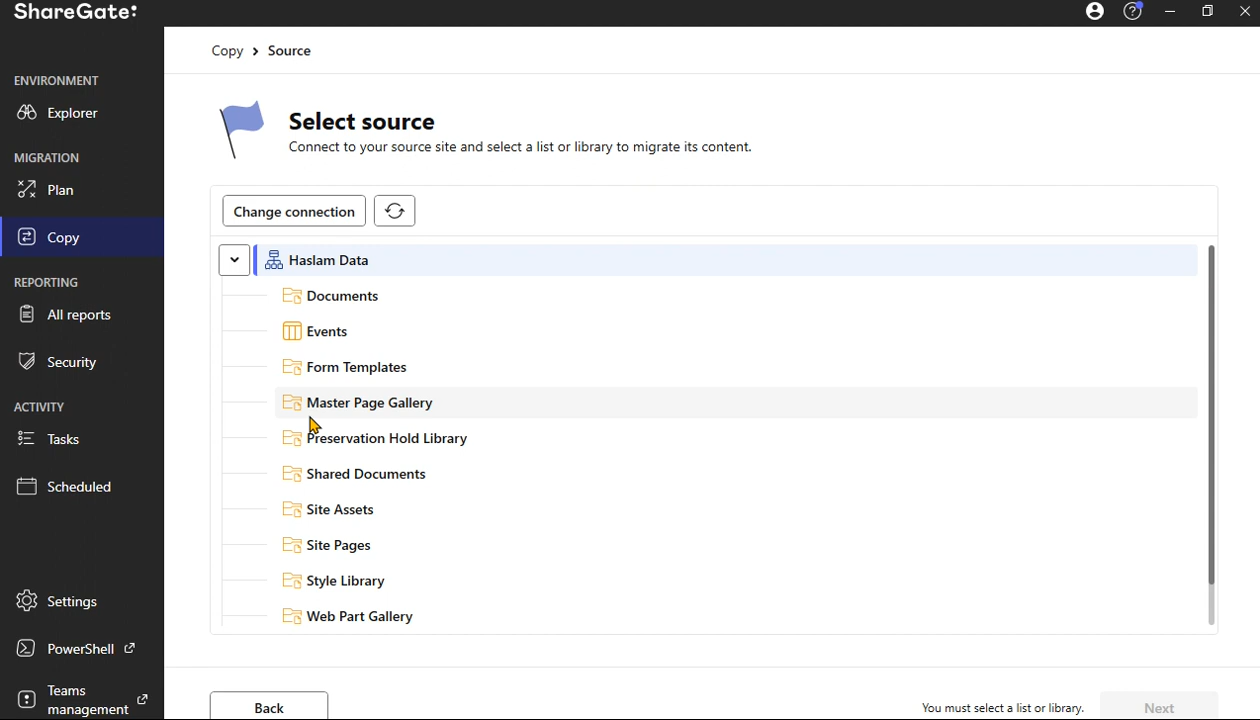 ShareGate:
Copy > Source
ENVIRONMENT
Explorer
MIGRATION
Plan
Copy
REPORTING
All reports
Security
ACTIVITY
Tasks
Scheduled
Settings
PowerShell
Teams
management
Select source
Connect to your source site and select a list or library to migrate its content.
Change connection
Haslam Data
Documents
Events
Form Templates
Master Page Gallery
Preservation Hold Library
Shared Documents
Site Assets
Site Pages
Style Library
Web Part Gallery
Back
You must select a list or library.
Next